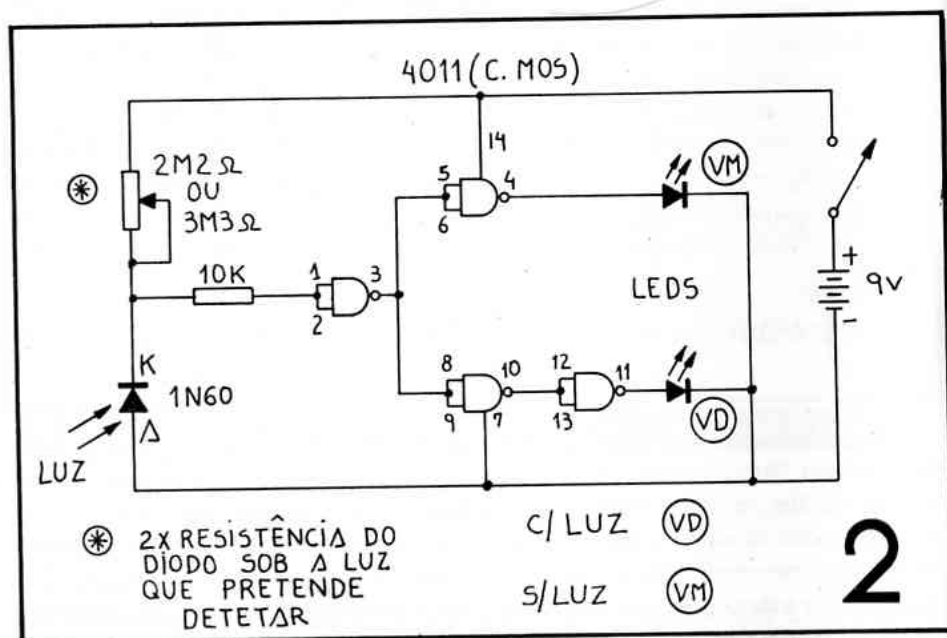 4011 (C. MOS)
14
2M2Ω
OU
3M3Ω
*
5
6
4
VM
10K
1
2
3
LEDS
+
9V
-
K
1N60
A
LUZ
8
9
10
7
12
13
11
VD
* 2X RESISTÊNCIA DO
DIODO SOB A LUZ
QUE PRETENDE
DETETAR
C/ LUZ VD
S/LUZ VM
2